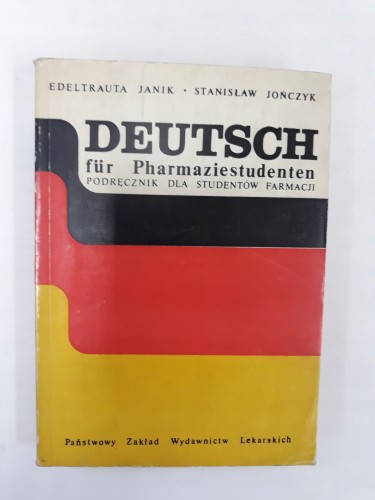 EDELTRAUTA JANIK • STANISŁAW JOŃCZYK
DEUTSCH
für Pharmaziestudenten
PODRĘCZNIK DLA STUDENTÓW FARMACJI
Państwowy Zakład Wydawnictw Lekarskich